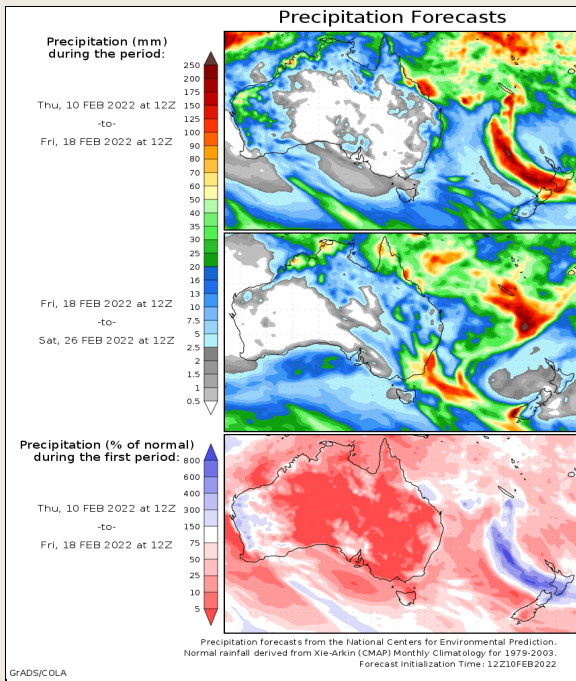 Precipitation Forecasts
Precipitation (mm)
during the period:
Thu, 10 FEB 2022 at 12Z
-to-
Fri, 18 FEB 2022 at 12Z
250
200
175
150
125
100
90
80
70
60
50
40
35
30
25
20
16
13
10
7.5
5
2.5
2
1.5
1
0.5
Fri, 18 FEB 2022 at 12Z
-to-
Sat, 26 FEB 2022 at 12Z
Precipitation (% of normal)
during the first period:
Thu, 10 FEB 2022 at 12Z
-to-
Fri, 18 FEB 2022 at 12Z
800
600
400
300
150
75
50
25
10
5
Precipitation forecasts from the National Centers for Environmental Prediction.
Normal rainfall derived from Xie-Arkin (CMAP) Monthly Climatology for 1979-2003.
Forecast Initialization Time: 12Z10FEB2022
GrADS/COLA